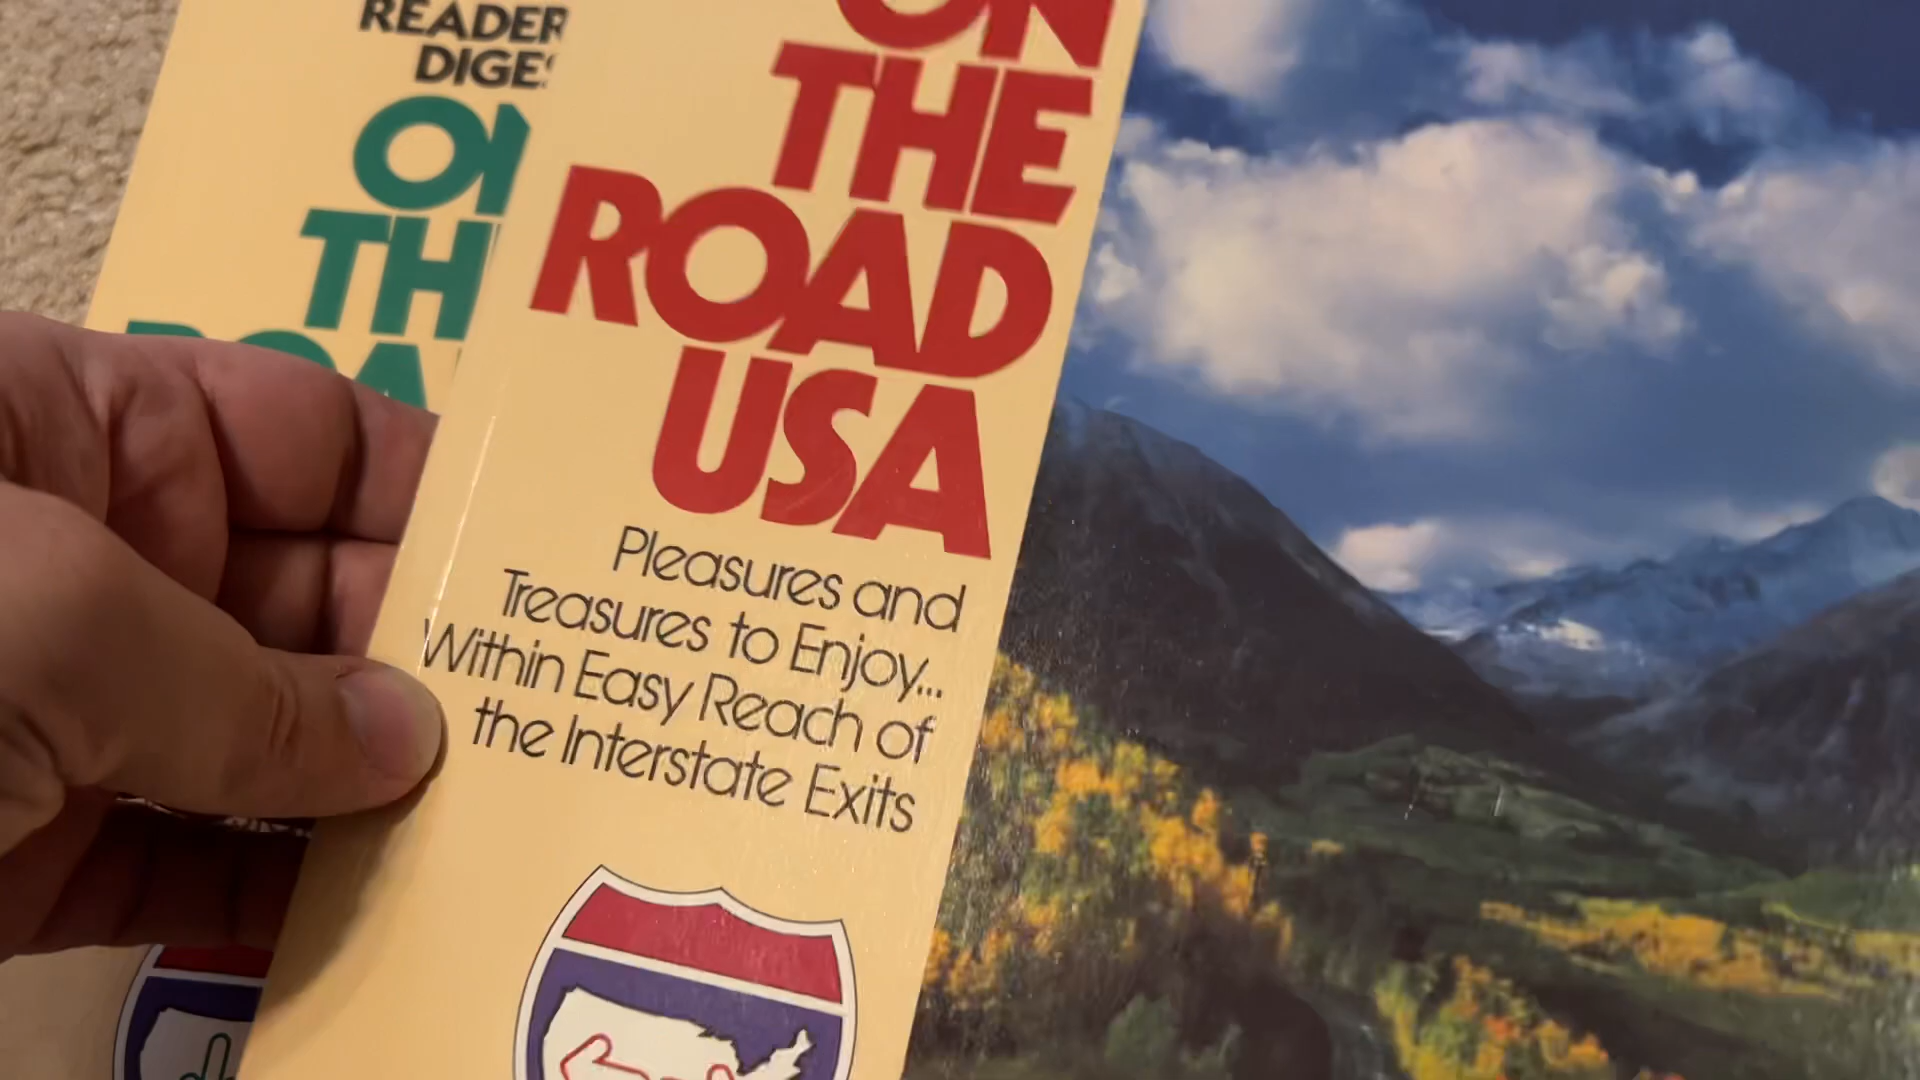 READER
DIGES
ON
THE
ROA
ON
THE
ROAD
USA
Pleasures and
Treasures to Enjoy...
Within Easy Reach of
the Interstate Exits